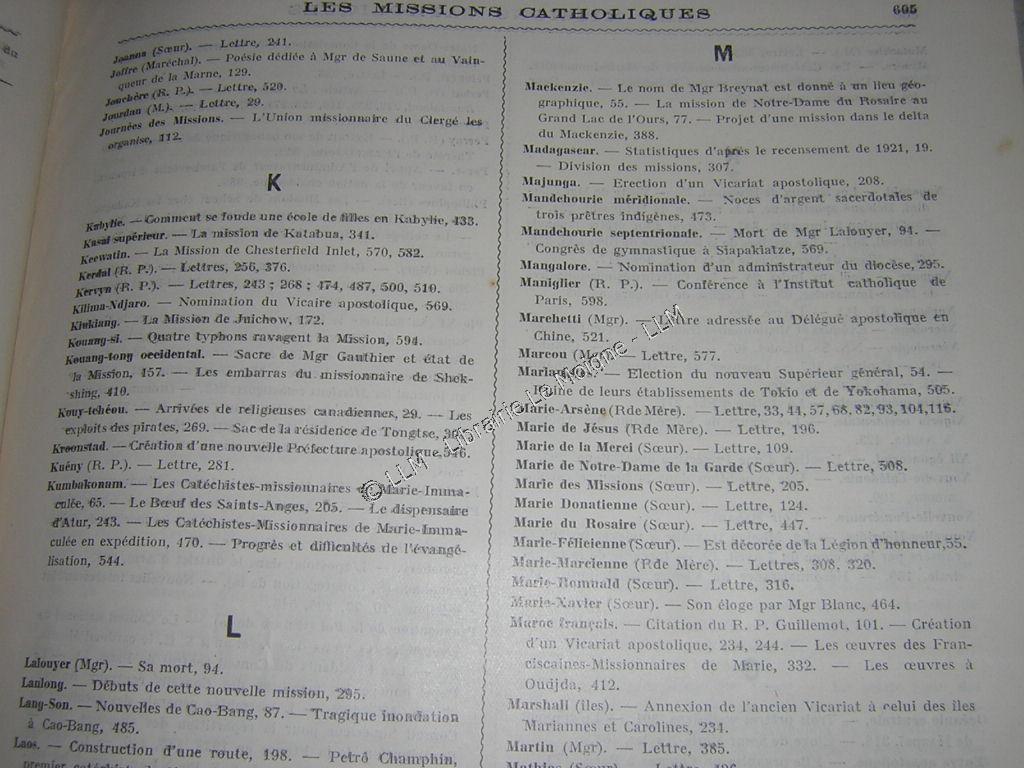 LES MISSIONS CATHOLIQUES
605
Joanna (Sœur). — Lettre, 241.
Joffre (Maréchal). — Poésie dédiée à Mgr de Saune et au Vain-
queur de la Marne, 129.
Jouchère (R. P.). — Lettre, 520.
Jourdan (M.). — Lettre, 29.
Journées des Missions. — L'Union missionnaire du Clergé les
organise, 112.
K
Kabylie. — Comment se fonde une école de filles en Kabylie, 433.
Kasaï supérieur. — La mission de Katabua, 341.
Keewatin. — La Mission de Chesterfield Inlet, 570, 582.
Kerdal (R. P.). — Lettres, 256, 376.
Kervyn (R. P.). — Lettres, 243 ; 268 ; 474, 487, 500, 510.
Kilima-Ndjaro. — Nomination du Vicaire apostolique, 569.
Kiukiang. — La Mission de Juichow, 172.
Kouang-si. — Quatre typhons ravagent la Mission, 594.
Kouang-tong occidental. — Sacre de Mgr Gauthier et état de
la Mission, 157. — Les embarras du missionnaire de Shek-
shing, 410.
Kouy-tchéou. — Arrivées de religieuses canadiennes, 29. — Les
exploits des pirates, 269. — Sac de la résidence de Tongtse,
Kroonstad. — Création d'une nouvelle Préfecture apostolique,
Kuény (R. P.). — Lettre, 281.
Kumbakonam. — Les Catéchistes-missionnaires de Marie-Imma-
culée, 65. — Le Bœuf des Saints-Anges, 205. — Le dispensaire
d'Atur, 243. — Les Catéchistes-Missionnaires de Marie-Imma-
culée en expédition, 470. — Progrès et difficultés de l'évangé-
lisation, 544.
L
Lalouyer (Mgr). — Sa mort, 94.
Lanlong. — Débuts de cette nouvelle mission, 295.
Lang-Son. — Nouvelles de Cao-Bang, 87. — Tragique inondation
à Cao-Bang, 485.
Laos. — Construction d'une route, 198. — Petrô Champhin,
premier catéchiste
M
Mackenzie. — Le nom de Mgr Breynat est donné à un lieu géo-
graphique, 55. — La mission de Notre-Dame du Rosaire au
Grand Lac de l'Ours, 77. — Projet d'une mission dans le delta
du Mackenzie, 388.
Madagascar. — Statistiques d'après le recensement de 1921, 19.
— Division des missions, 307.
Majunga. — Erection d'un Vicariat apostolique, 208.
Mandchourie méridionale. — Noces d'argent sacerdotales de
trois prêtres indigènes, 473.
Mandchourie septentrionale. — Mort de Mgr Lalouyer, 94. —
Congrès de gymnastique à Siapakiatze, 569.
Mangalore. — Nomination d'un administrateur du diocèse, 295.
Maniglier (R. P.). — Conférence à l'Institut catholique de
Paris, 598.
Marchetti (Mgr). — Lettre adressée au Délégué apostolique en
Chine, 521.
Marcou (Mgr). — Lettre, 577.
— Election du nouveau Supérieur général, 54. —
Ruine de leurs établissements de Tokio et de Yokohama, 505.
Marie-Arsène (Rde Mère). — Lettre, 33, 44, 57, 68, 82, 93, 104, 116.
Marie de Jésus (Rde Mère). — Lettre, 196.
Marie de la Merci (Sœur). — Lettre, 109.
Marie de Notre-Dame de la Garde (Sœur). — Lettre, 508.
Marie des Missions (Sœur). — Lettre, 205.
Marie Donatienne (Sœur). — Lettre, 124.
Marie du Rosaire (Sœur). — Lettre, 447.
Marie-Félicienne (Sœur). — Est décorée de la Légion d'honneur, 55.
Marie-Marcienne (Rde Mère). — Lettres, 308, 320.
Marie-Romuald (Sœur). — Lettre, 316.
Marie-Xavier (Sœur). — Son éloge par Mgr Blanc, 464.
Maroc français. — Citation du R. P. Guillemot, 101. — Création
d'un Vicariat apostolique, 234, 244. — Les œuvres des Fran-
ciscaines-Missionnaires de Marie, 332. — Les œuvres à
Oudjda, 412.
Marshall (îles). — Annexion de l'ancien Vicariat à celui des îles
Mariannes et Carolines, 234.
Martin (Mgr). — Lettre, 385.
Mathias (Sœur). — Lettre,
© LLM - Librairie Le Moine - LLM